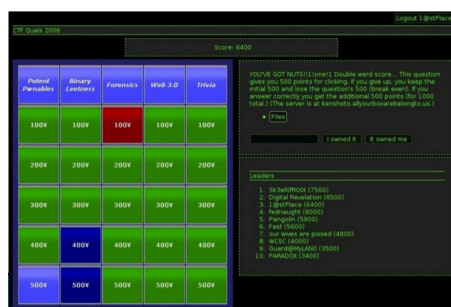 Logout 1@stPlace
CTF Quals 2006
Score: 6400
Potent Pwnables
Binary Leetness
Forensics
Web 3.0
Trivia
100¥ 100¥ 100¥ 100¥ 100¥
200¥ 200¥ 200¥ 200¥ 200¥
300¥ 300¥ 300¥ 300¥ 300¥
400¥ 400¥ 400¥ 400¥ 400¥
500¥ 500¥ 500¥ 500¥ 500¥
YOU'VE GOT NUTS!!1!one!1 Double werd score... This question
gives you 500 points for clicking. If you give up, you keep the
initial 500 and lose the question's 500 (break even). If you
answer correctly you get the additional 500 points (for 1000
total.) (The server is at kenshoto.allyourboxarebelongto.us.)
Files
I owned it It owned me
Leaders
1. Sk3wl0fR00t (7500)
2. Digital Revelation (6500)
3. 1@stPlace (6400)
4. fednaught (6000)
5. Pangolin (5900)
6. Fast (5600)
7. our wives are pissed (4800)
8. WCSC (4000)
9. Guard@MyLAN0 (3500)
10. PARADOX (3400)